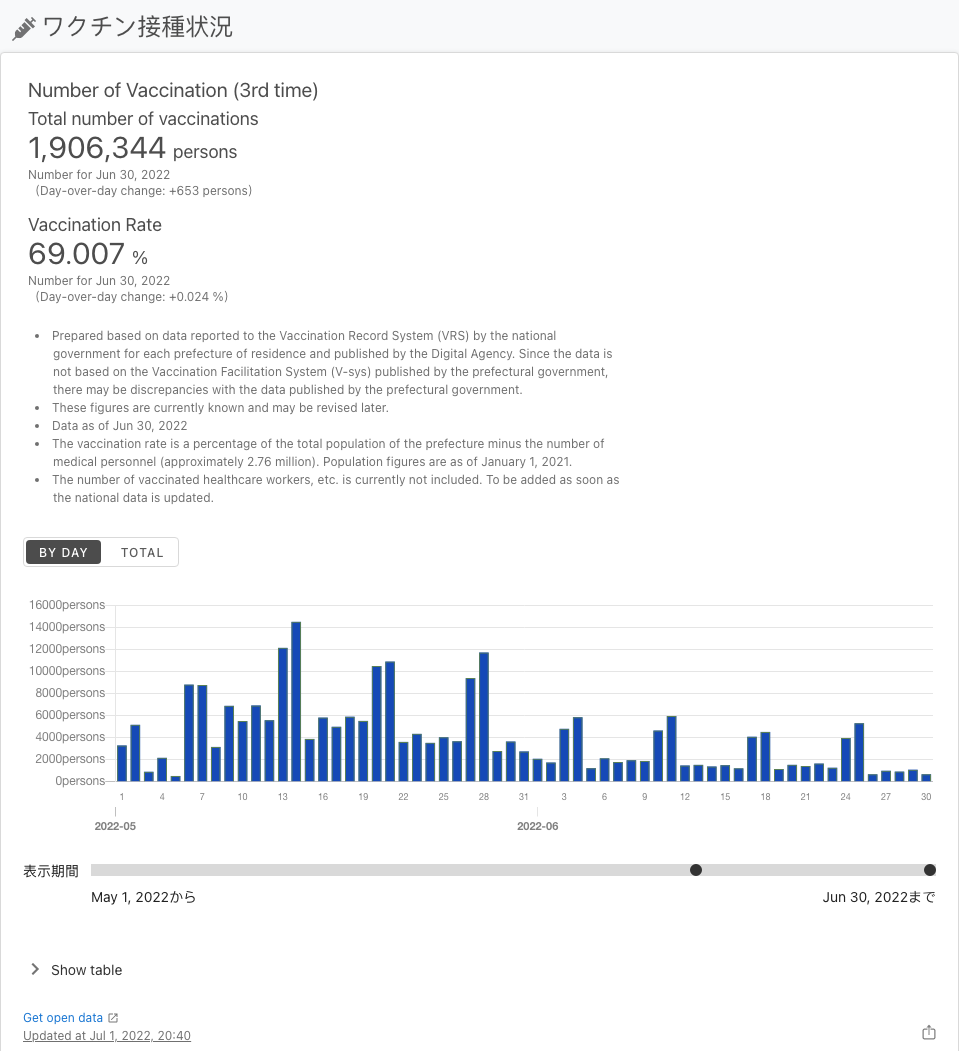 ワクチン接種状況
Number of Vaccination (3rd time)
Total number of vaccinations
1,906,344 persons
Number for Jun 30, 2022
(Day-over-day change: +653 persons)
Vaccination Rate
69.007 %
Number for Jun 30, 2022
(Day-over-day change: +0.024 %)
• Prepared based on data reported to the Vaccination Record System (VRS) by the national
government for each prefecture of residence and published by the Digital Agency. Since the data is
not based on the Vaccination Facilitation System (V-sys) published by the prefectural government,
there may be discrepancies with the data published by the prefectural government.
• These figures are currently known and may be revised later.
• Data as of Jun 30, 2022
• The vaccination rate is a percentage of the total population of the prefecture minus the number of
medical personnel (approximately 2.76 million). Population figures are as of January 1, 2021.
• The number of vaccinated healthcare workers, etc. is currently not included. To be added as soon as
the national data is updated.
BY DAY TOTAL
16000persons
14000persons
12000persons
10000persons
8000persons
6000persons
4000persons
2000persons
0persons
1 4 7 10 13 16 19 22 25 28 31 3 6 9 12 15 18 21 24 27 30
2022-05 2022-06
表示期間
May 1, 2022から Jun 30, 2022まで
Show table
Get open data
Updated at Jul 1, 2022, 20:40